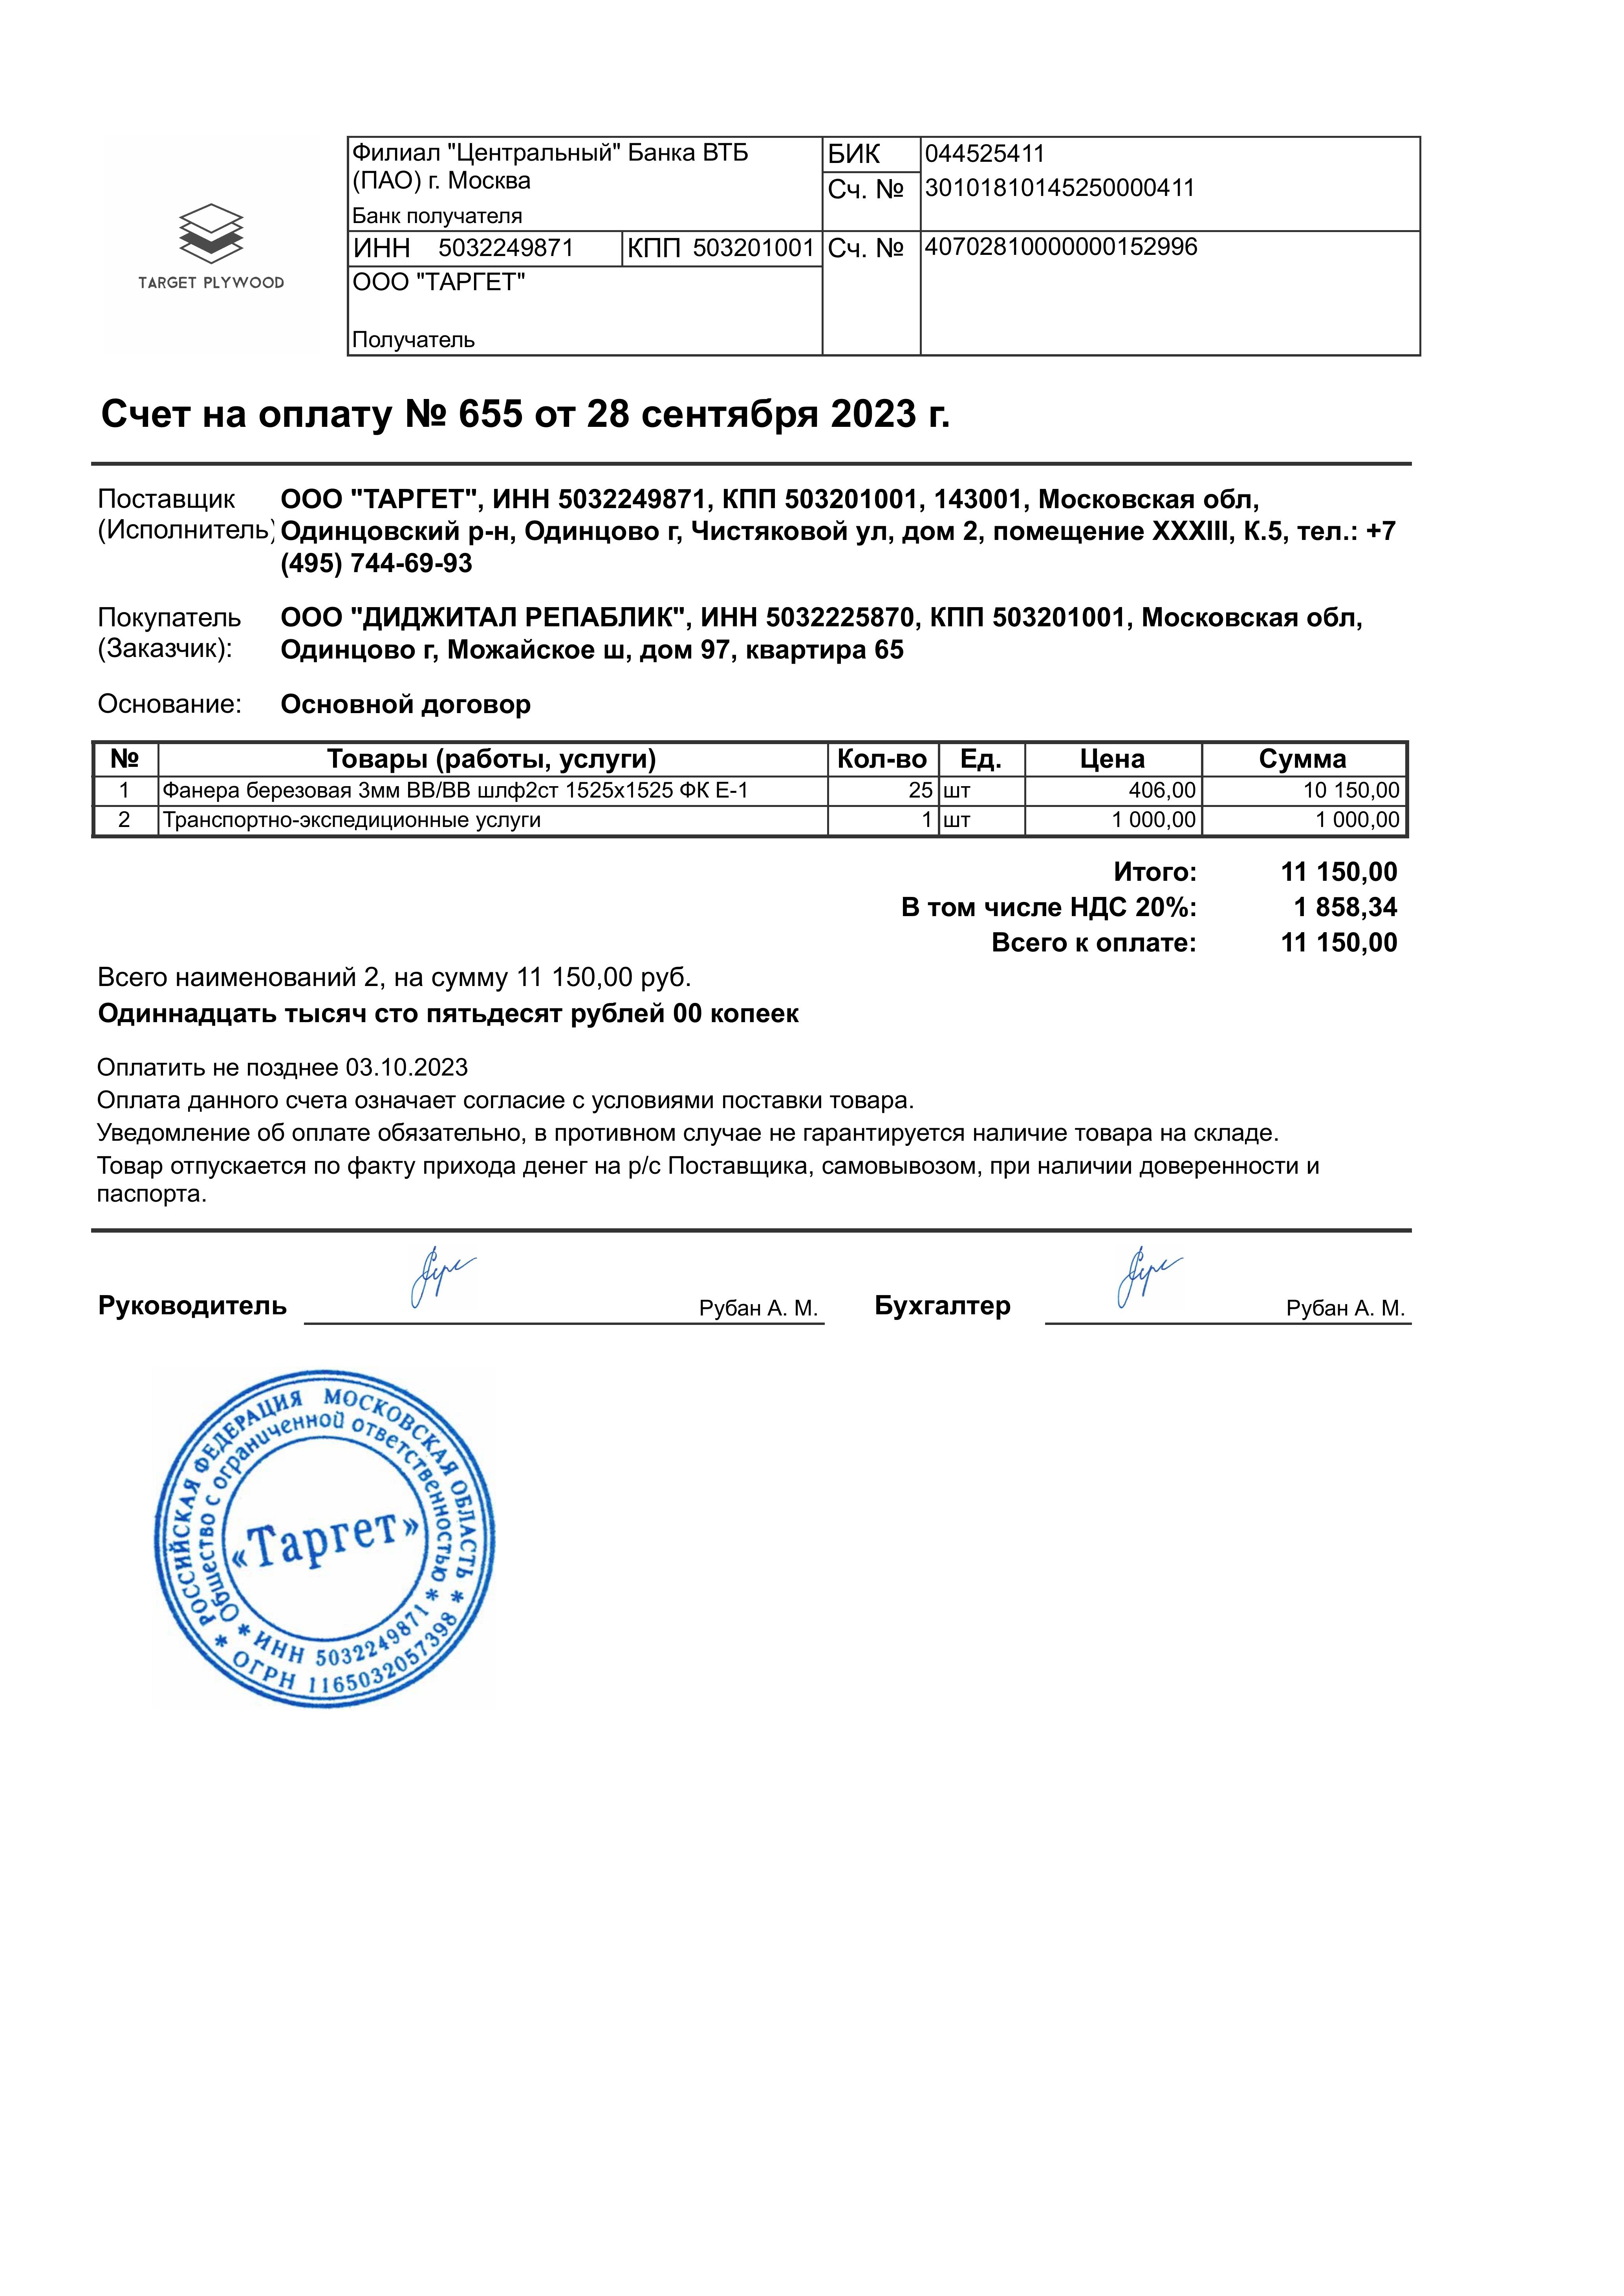 TARGET PLYWOOD
Филиал "Центральный" Банка ВТБ
(ПАО) г. Москва
Банк получателя
БИК 044525411
Сч. № 30101810145250000411
ИНН 5032249871 КПП 503201001 Сч. № 40702810000000152996
ООО "ТАРГЕТ"
Получатель
Счет на оплату № 655 от 28 сентября 2023 г.
Поставщик ООО "ТАРГЕТ", ИНН 5032249871, КПП 503201001, 143001, Московская обл,
(Исполнитель) Одинцовский р-н, Одинцово г, Чистяковой ул, дом 2, помещение XXXIII, К.5, тел.: +7
(495) 744-69-93
Покупатель ООО "ДИДЖИТАЛ РЕПАБЛИК", ИНН 5032225870, КПП 503201001, Московская обл,
(Заказчик): Одинцово г, Можайское ш, дом 97, квартира 65
Основание: Основной договор
№ Товары (работы, услуги) Кол-во Ед. Цена Сумма
1 Фанера березовая 3мм ВВ/ВВ шлф2ст 1525х1525 ФК Е-1 25 шт 406,00 10 150,00
2 Транспортно-экспедиционные услуги 1 шт 1 000,00 1 000,00
Итого: 11 150,00
В том числе НДС 20%: 1 858,34
Всего к оплате: 11 150,00
Всего наименований 2, на сумму 11 150,00 руб.
Одиннадцать тысяч сто пятьдесят рублей 00 копеек
Оплатить не позднее 03.10.2023
Оплата данного счета означает согласие с условиями поставки товара.
Уведомление об оплате обязательно, в противном случае не гарантируется наличие товара на складе.
Товар отпускается по факту прихода денег на р/с Поставщика, самовывозом, при наличии доверенности и
паспорта.
Руководитель Рубан А. М. Бухгалтер Рубан А. М.
РОССИЙСКАЯ ФЕДЕРАЦИЯ МОСКОВСКАЯ ОБЛАСТЬ *
Общество с ограниченной ответственностью *
«Таргет»
* ИНН 5032249871
* ОГРН 1165032057398